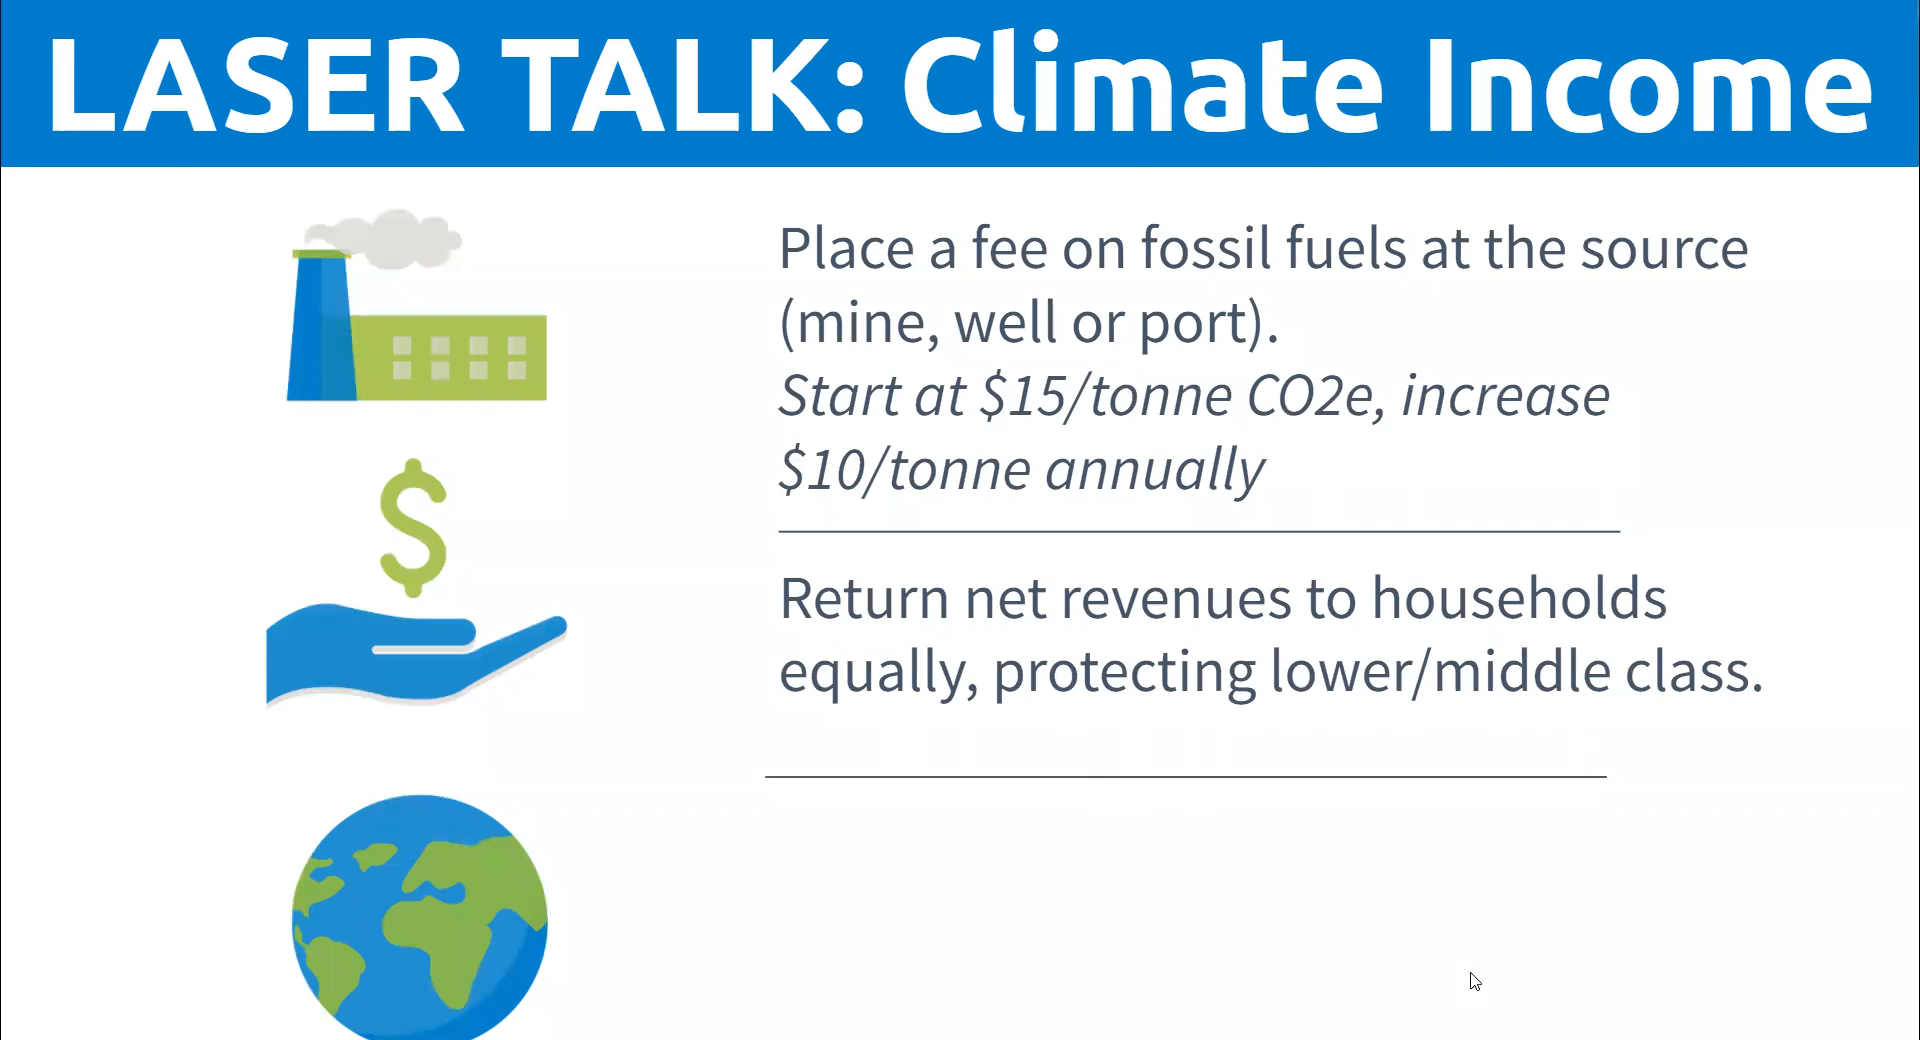 LASER TALK: Climate Income
Place a fee on fossil fuels at the source
(mine, well or port).
Start at $15/tonne CO2e, increase
$10/tonne annually
$
Return net revenues to households
equally, protecting lower/middle class.